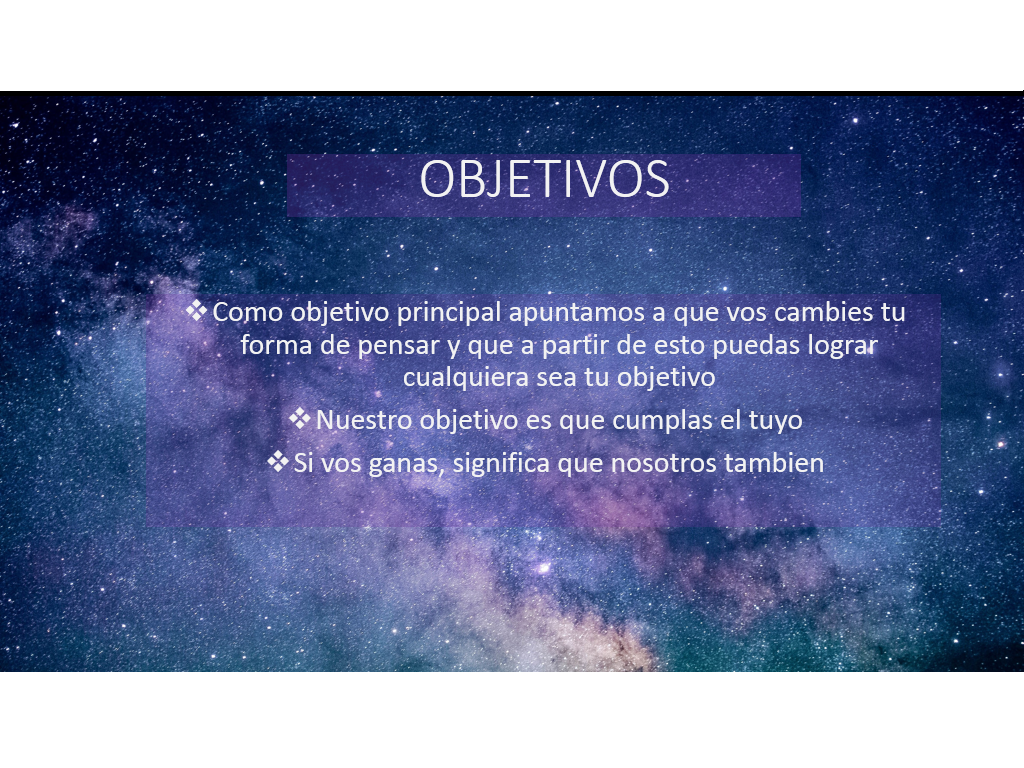 OBJETIVOS
❖Como objetivo principal apuntamos a que vos cambies tu
forma de pensar y que a partir de esto puedas lograr
cualquiera sea tu objetivo
❖Nuestro objetivo es que cumplas el tuyo
❖Si vos ganas, significa que nosotros tambien